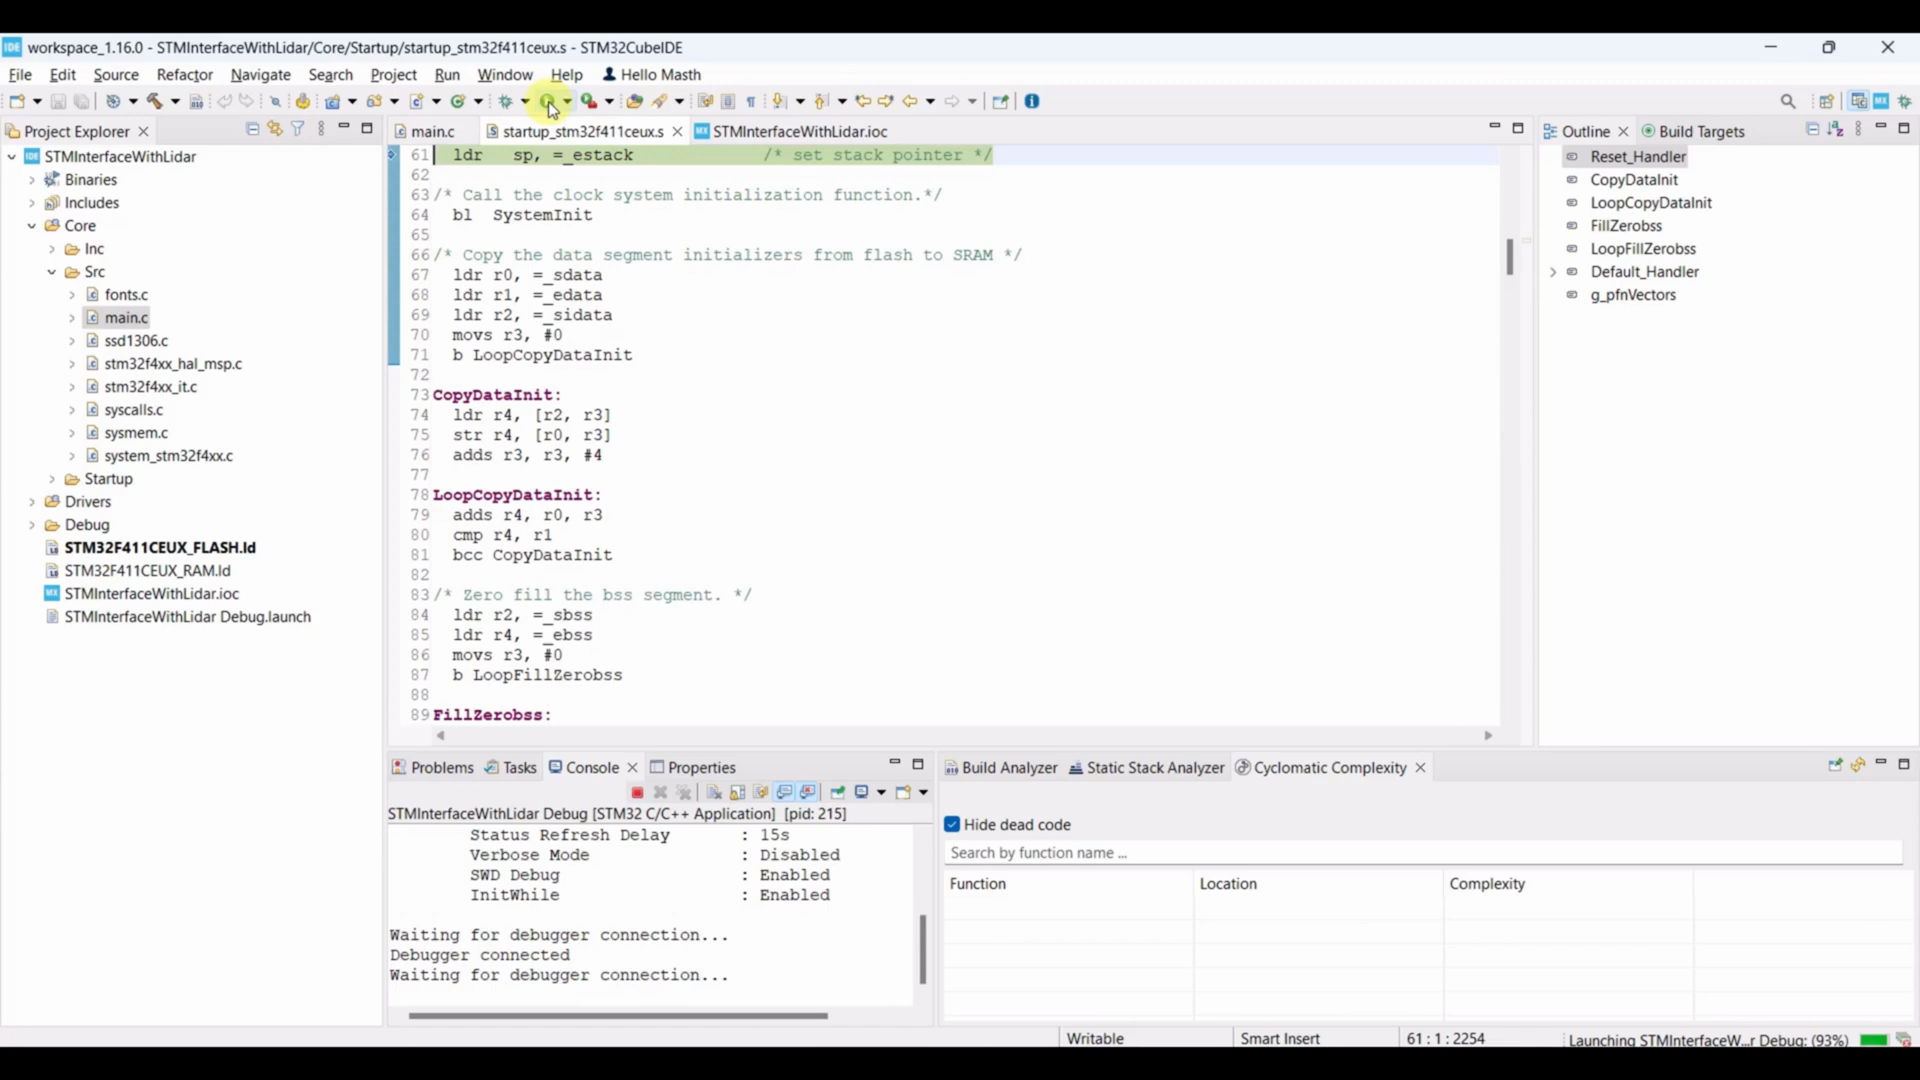 workspace_1.16.0 - STMInterfaceWithLidar/Core/Startup/startup_stm32f411ceux.s - STM32CubeIDE
File Edit Source Refactor Navigate Search Project Run Window Help Hello Masth
Project Explorer
main.c startup_stm32f411ceux.s STMInterfaceWithLidar.ioc
Outline Build Targets
STMInterfaceWithLidar
Binaries
Includes
Core
Inc
Src
fonts.c
main.c
ssd1306.c
stm32f4xx_hal_msp.c
stm32f4xx_it.c
syscalls.c
sysmem.c
system_stm32f4xx.c
Startup
Drivers
Debug
STM32F411CEUX_FLASH.ld
STM32F411CEUX_RAM.ld
STMInterfaceWithLidar.ioc
STMInterfaceWithLidar Debug.launch
61 ldr sp, =_estack /* set stack pointer */
62
63 /* Call the clock system initialization function.*/
64 bl SystemInit
65
66 /* Copy the data segment initializers from flash to SRAM */
67 ldr r0, =_sdata
68 ldr r1, =_edata
69 ldr r2, =_sidata
70 movs r3, #0
71 b LoopCopyDataInit
72
73 CopyDataInit:
74 ldr r4, [r2, r3]
75 str r4, [r0, r3]
76 adds r3, r3, #4
77
78 LoopCopyDataInit:
79 adds r4, r0, r3
80 cmp r4, r1
81 bcc CopyDataInit
82
83 /* Zero fill the bss segment. */
84 ldr r2, =_sbss
85 ldr r4, =_ebss
86 movs r3, #0
87 b LoopFillZerobss
88
89 FillZerobss:
Reset_Handler
CopyDataInit
LoopCopyDataInit
FillZerobss
LoopFillZerobss
Default_Handler
g_pfnVectors
Problems Tasks Console Properties
STMInterfaceWithLidar Debug [STM32 C/C++ Application] [pid: 215]
Status Refresh Delay : 15s
Verbose Mode : Disabled
SWD Debug : Enabled
InitWhile : Enabled
Waiting for debugger connection...
Debugger connected
Waiting for debugger connection...
Build Analyzer Static Stack Analyzer Cyclomatic Complexity
Hide dead code
Search by function name ...
Function Location Complexity
Writable Smart Insert 61 : 1 : 2254 Launching STMInterfaceW...r Debug: (93%)